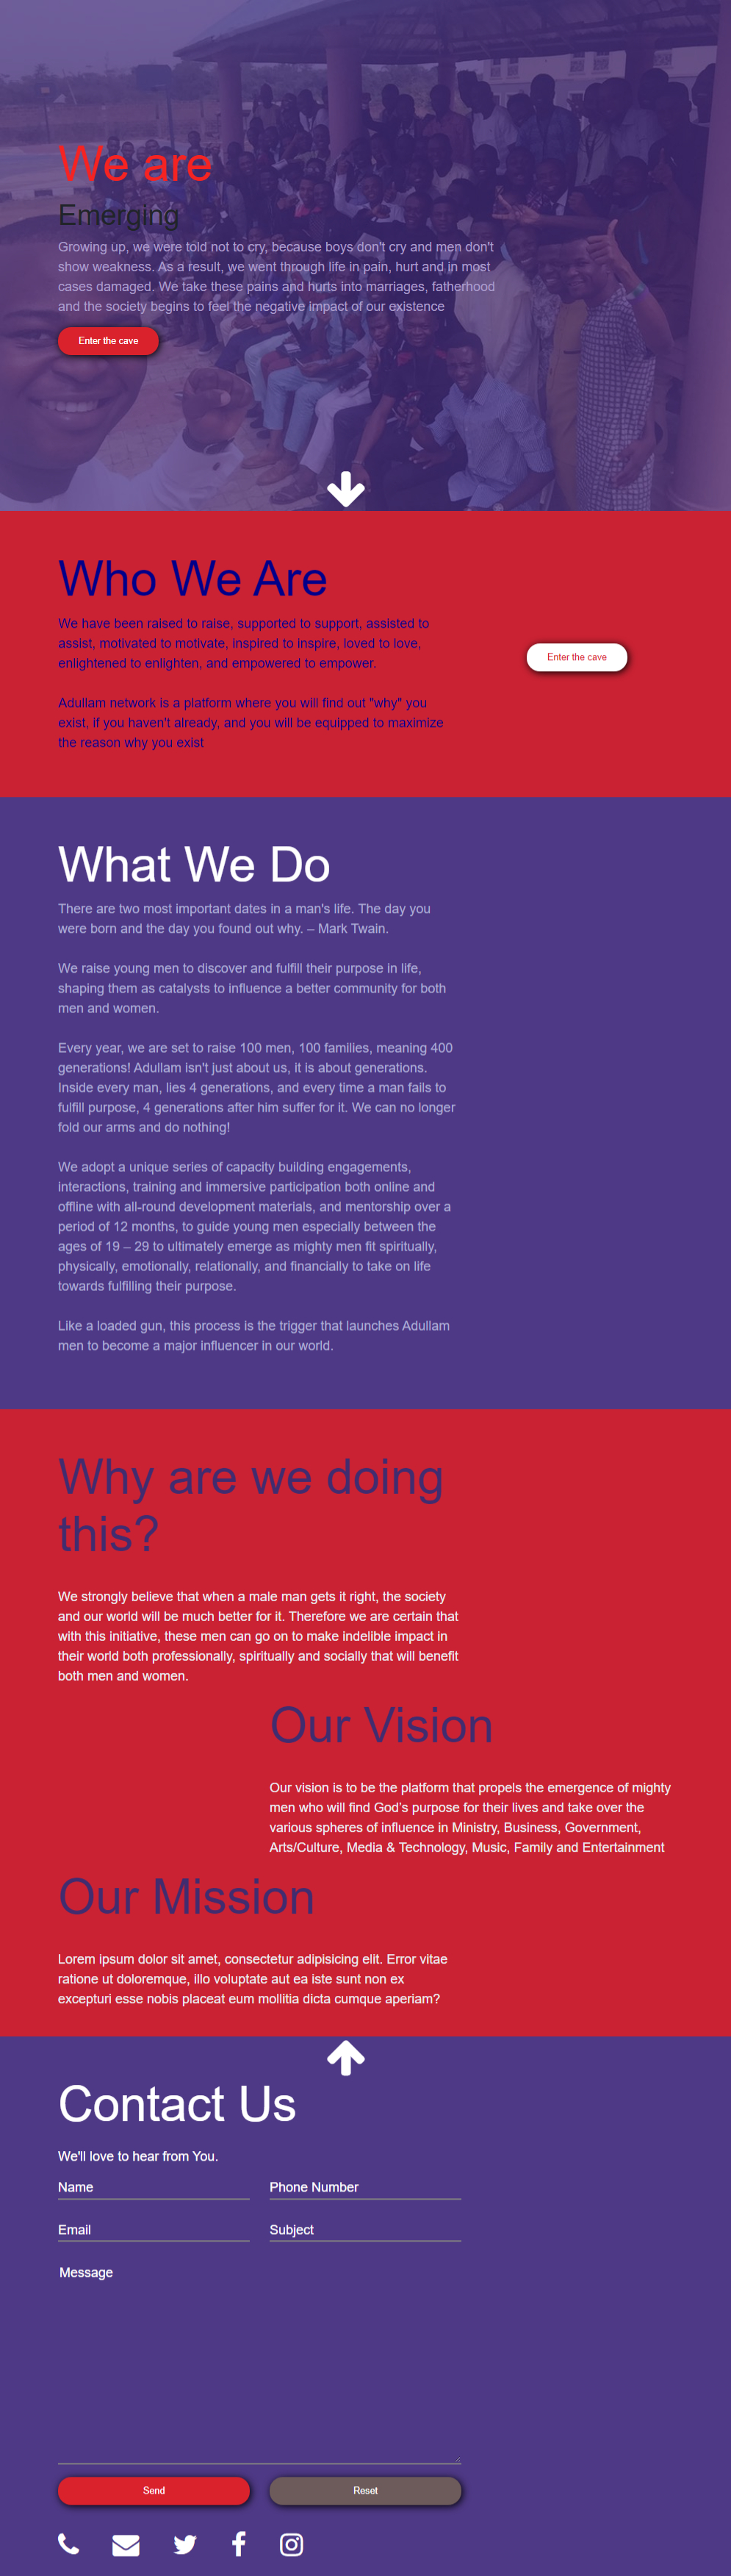 We are
Emerging
Growing up, we were told not to cry, because boys don't cry and men don't
show weakness. As a result, we went through life in pain, hurt and in most
cases damaged. We take these pains and hurts into marriages, fatherhood
and the society begins to feel the negative impact of our existence
Enter the cave
Who We Are
We have been raised to raise, supported to support, assisted to
assist, motivated to motivate, inspired to inspire, loved to love,
enlightened to enlighten, and empowered to empower.
Adullam network is a platform where you will find out "why" you
exist, if you haven't already, and you will be equipped to maximize
the reason why you exist
Enter the cave
What We Do
There are two most important dates in a man's life. The day you
were born and the day you found out why. – Mark Twain.
We raise young men to discover and fulfill their purpose in life,
shaping them as catalysts to influence a better community for both
men and women.
Every year, we are set to raise 100 men, 100 families, meaning 400
generations! Adullam isn't just about us, it is about generations.
Inside every man, lies 4 generations, and every time a man fails to
fulfill purpose, 4 generations after him suffer for it. We can no longer
fold our arms and do nothing!
We adopt a unique series of capacity building engagements,
interactions, training and immersive participation both online and
offline with all-round development materials, and mentorship over a
period of 12 months, to guide young men especially between the
ages of 19 – 29 to ultimately emerge as mighty men fit spiritually,
physically, emotionally, relationally, and financially to take on life
towards fulfilling their purpose.
Like a loaded gun, this process is the trigger that launches Adullam
men to become a major influencer in our world.
Why are we doing
this?
We strongly believe that when a male man gets it right, the society
and our world will be much better for it. Therefore we are certain that
with this initiative, these men can go on to make indelible impact in
their world both professionally, spiritually and socially that will benefit
both men and women.
Our Vision
Our vision is to be the platform that propels the emergence of mighty
men who will find God's purpose for their lives and take over the
various spheres of influence in Ministry, Business, Government,
Arts/Culture, Media & Technology, Music, Family and Entertainment
Our Mission
Lorem ipsum dolor sit amet, consectetur adipisicing elit. Error vitae
ratione ut doloremque, illo voluptate aut ea iste sunt non ex
excepturi esse nobis placeat eum mollitia dicta cumque aperiam?
Contact Us
We'll love to hear from You.
Name
Phone Number
Email
Subject
Message
Send
Reset